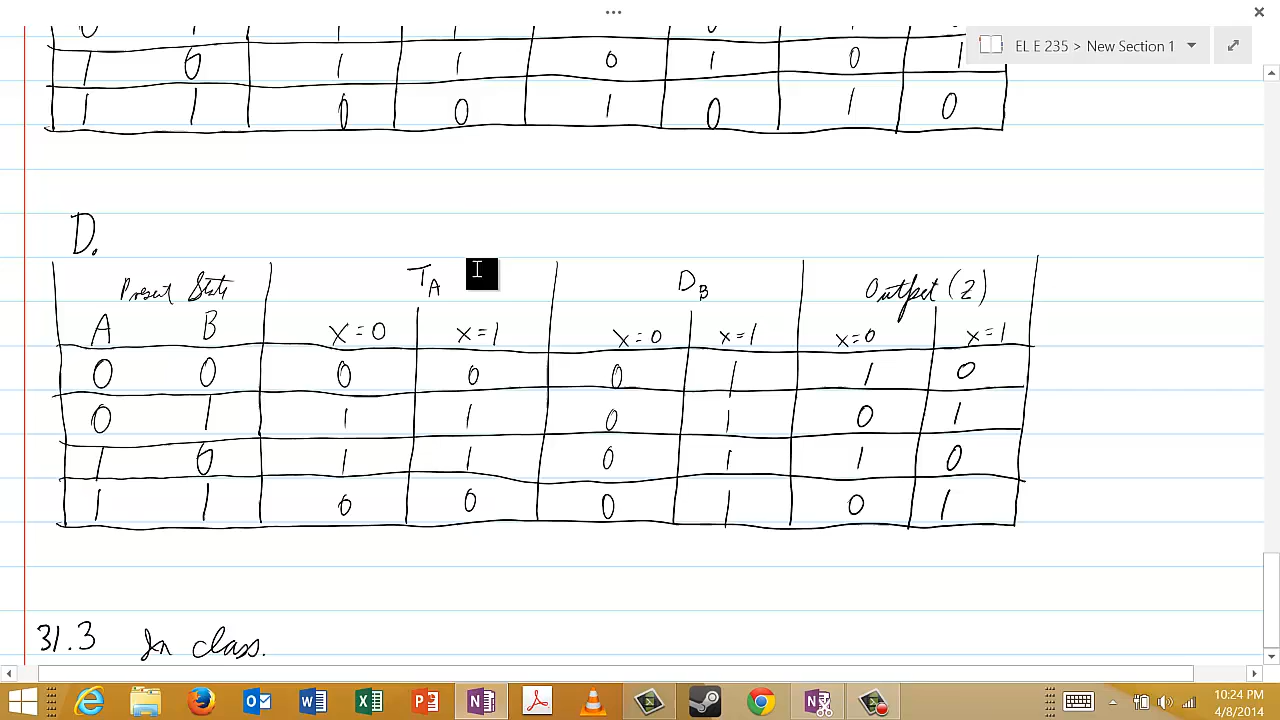 EL E 235 > New Section 1
1 0 1 1 0 1 0 1
1 1 0 0 1 0 1 0
D.
Present State T_A D_B Output (Z)
A B x=0 x=1 x=0 x=1 x=0 x=1
0 0 0 0 0 1 1 0
0 1 1 1 0 1 0 1
1 0 1 1 0 1 1 0
1 1 0 0 0 1 0 1
31.3 In class.
10:24 PM
4/8/2014